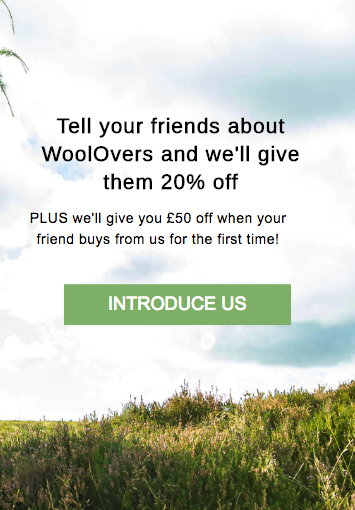 Tell your friends about
WoolOvers and we'll give
them 20% off
PLUS we'll give you £50 off when your
friend buys from us for the first time!
INTRODUCE US